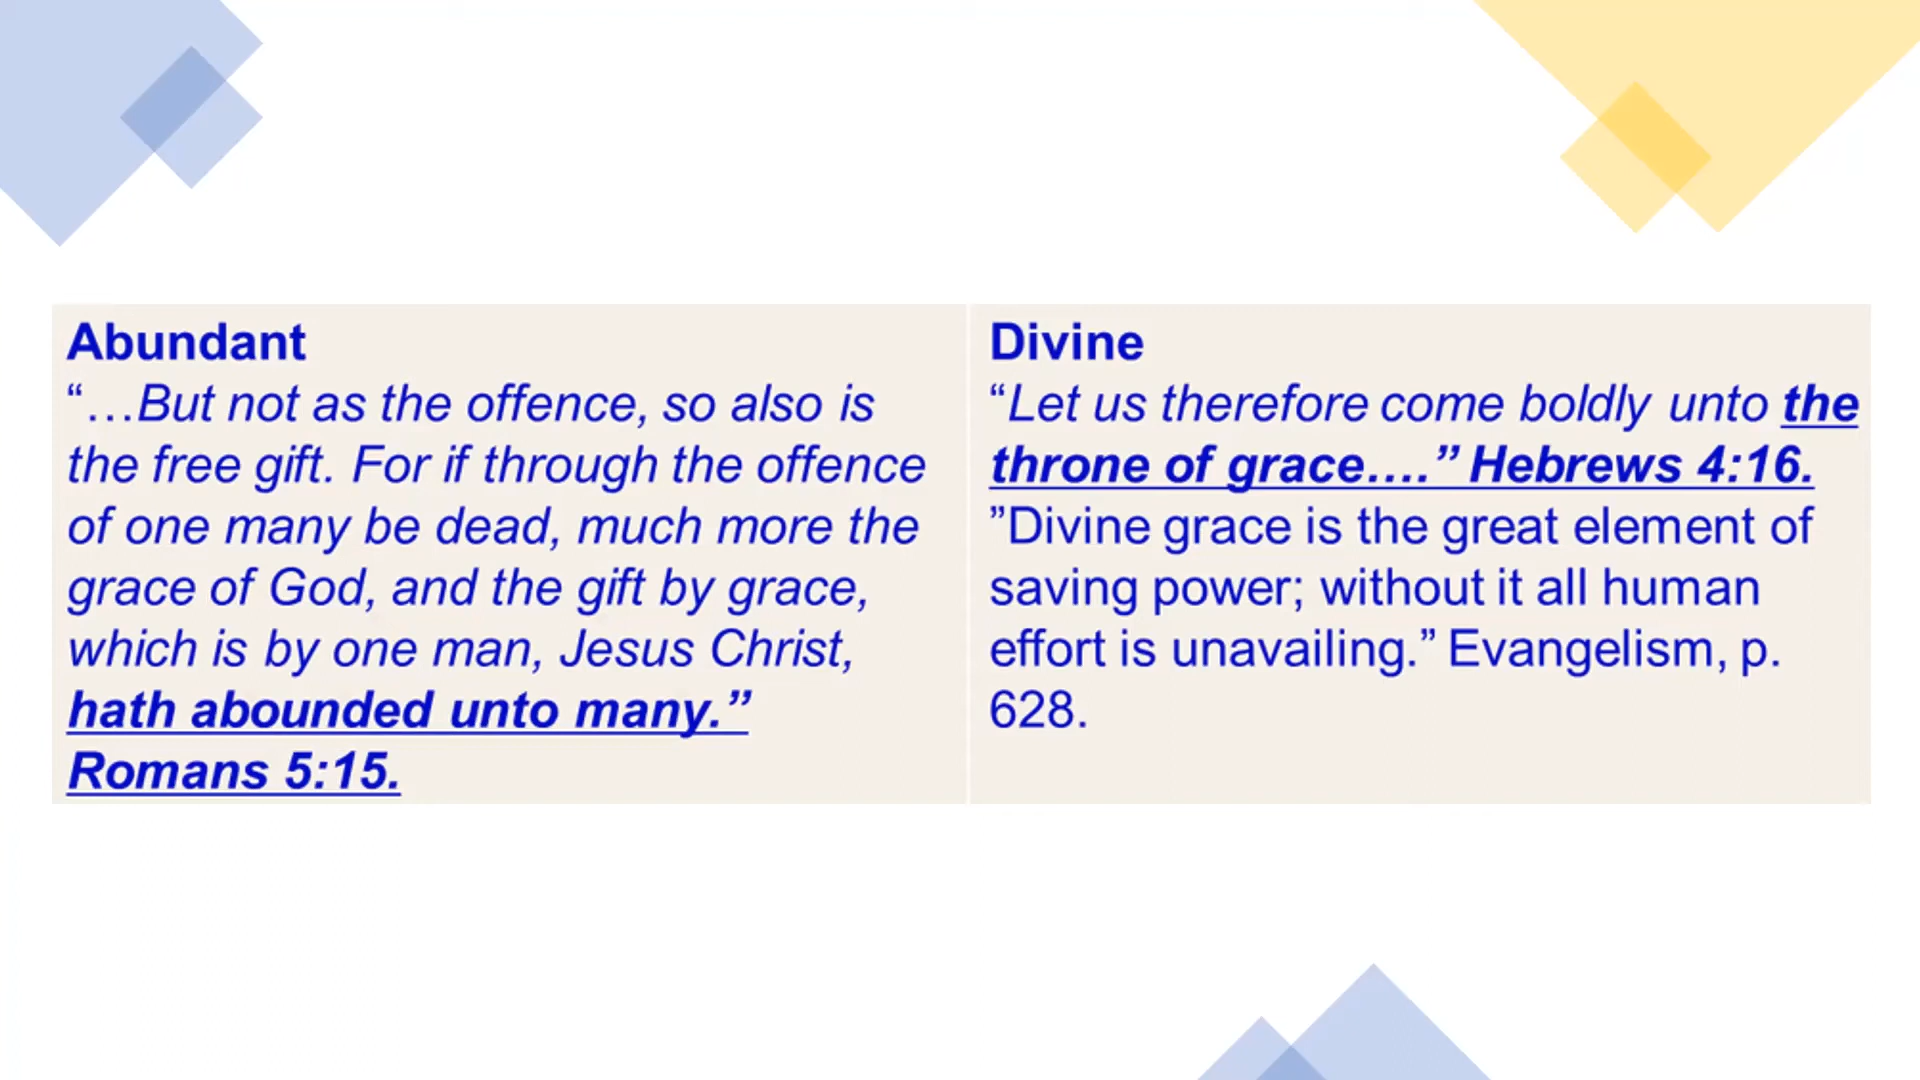 Abundant
“…But not as the offence, so also is
the free gift. For if through the offence
of one many be dead, much more the
grace of God, and the gift by grace,
which is by one man, Jesus Christ,
hath abounded unto many.”
Romans 5:15.
Divine
“Let us therefore come boldly unto the
throne of grace....” Hebrews 4:16.
”Divine grace is the great element of
saving power; without it all human
effort is unavailing.” Evangelism, p.
628.